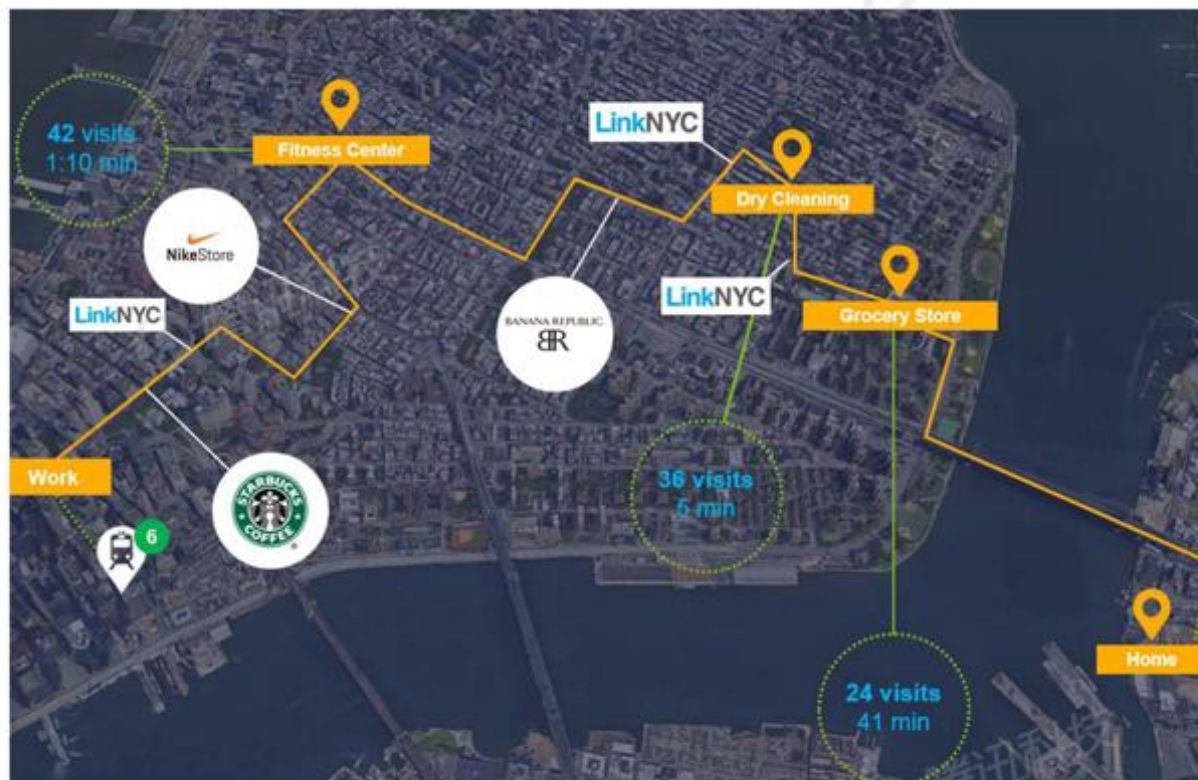 42 visits
1:10 min
Fitness Center
LinkNYC
Dry Cleaning
NikeStore
LinkNYC
LinkNYC
Grocery Store
BANANA REPUBLIC
BR
Work
STARBUCKS
COFFEE
6
36 visits
5 min
Home
24 visits
41 min